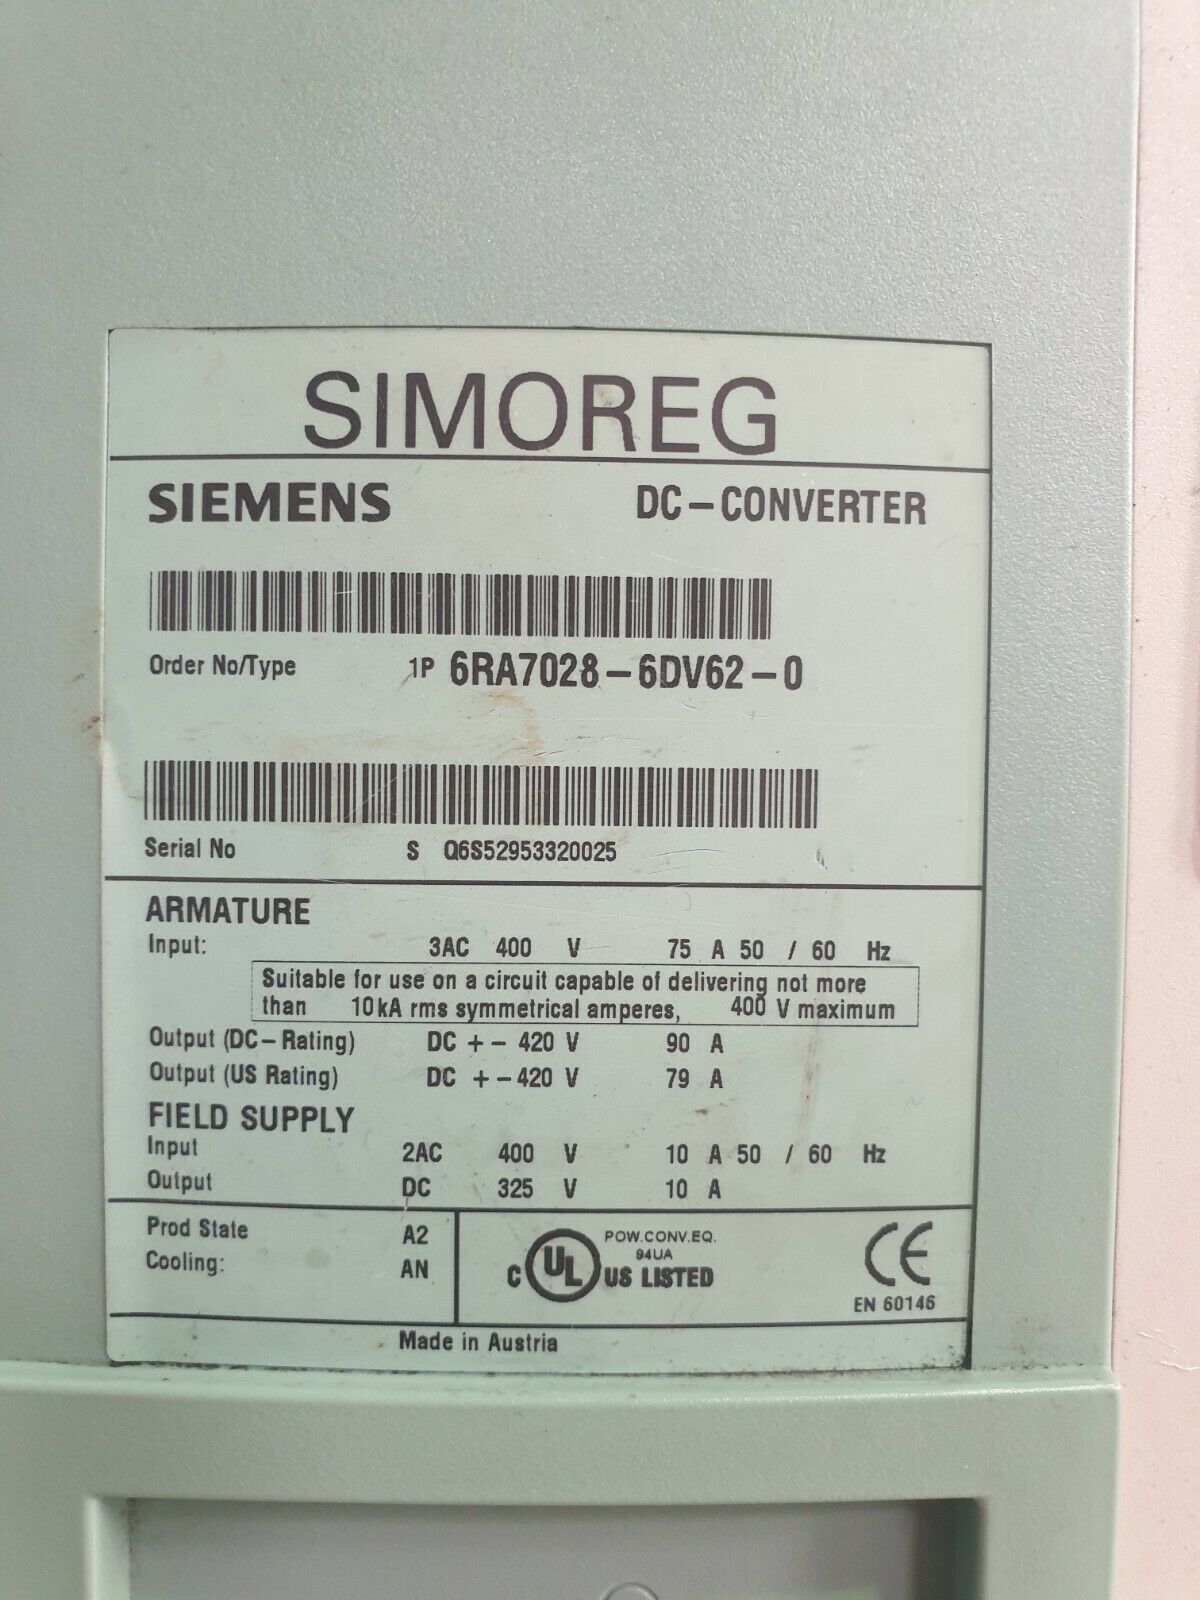 SIMOREG
SIEMENS DC-CONVERTER
Order No/Type 1P 6RA7028-6DV62-0
Serial No S Q6S52953320025
ARMATURE
Input: 3AC 400 V 75 A 50 / 60 Hz
Suitable for use on a circuit capable of delivering not more
than 10kA rms symmetrical amperes, 400 V maximum
Output (DC-Rating) DC +- 420 V 90 A
Output (US Rating) DC +-420 V 79 A
FIELD SUPPLY
Input 2AC 400 V 10 A 50 / 60 Hz
Output DC 325 V 10 A
Prod State A2
Cooling: AN
POW.CONV.EQ.
94UA
C UL US LISTED
CE
EN 60146
Made in Austria